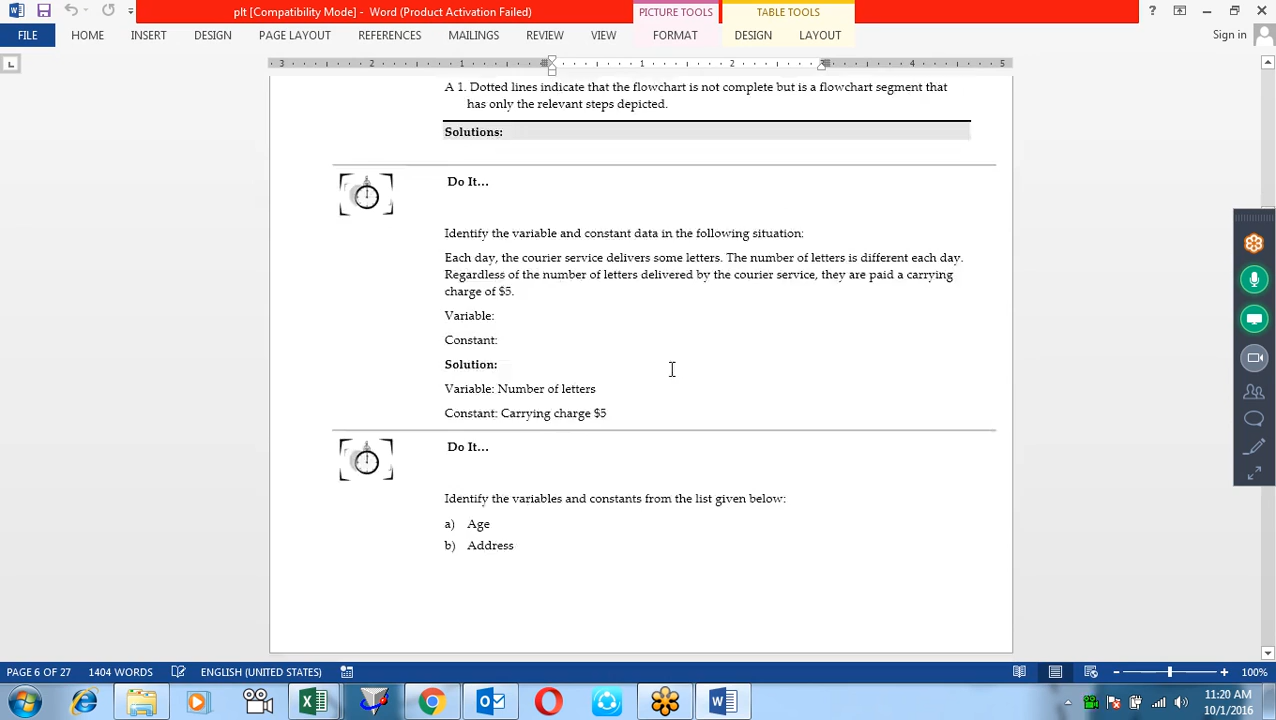 plt [Compatibility Mode] - Word (Product Activation Failed)
PICTURE TOOLS
TABLE TOOLS
?
FILE
HOME
INSERT
DESIGN
PAGE LAYOUT
REFERENCES
MAILINGS
REVIEW
VIEW
FORMAT
DESIGN
LAYOUT
Sign in
L
3 2 1 1 2 4 5
A 1. Dotted lines indicate that the flowchart is not complete but is a flowchart segment that
has only the relevant steps depicted.
Solutions:
Do It...
Identify the variable and constant data in the following situation:
Each day, the courier service delivers some letters. The number of letters is different each day.
Regardless of the number of letters delivered by the courier service, they are paid a carrying
charge of $5.
Variable:
Constant:
Solution:
Variable: Number of letters
Constant: Carrying charge $5
Do It...
Identify the variables and constants from the list given below:
a) Age
b) Address
PAGE 6 OF 27
1404 WORDS
ENGLISH (UNITED STATES)
100%
11:20 AM
10/1/2016